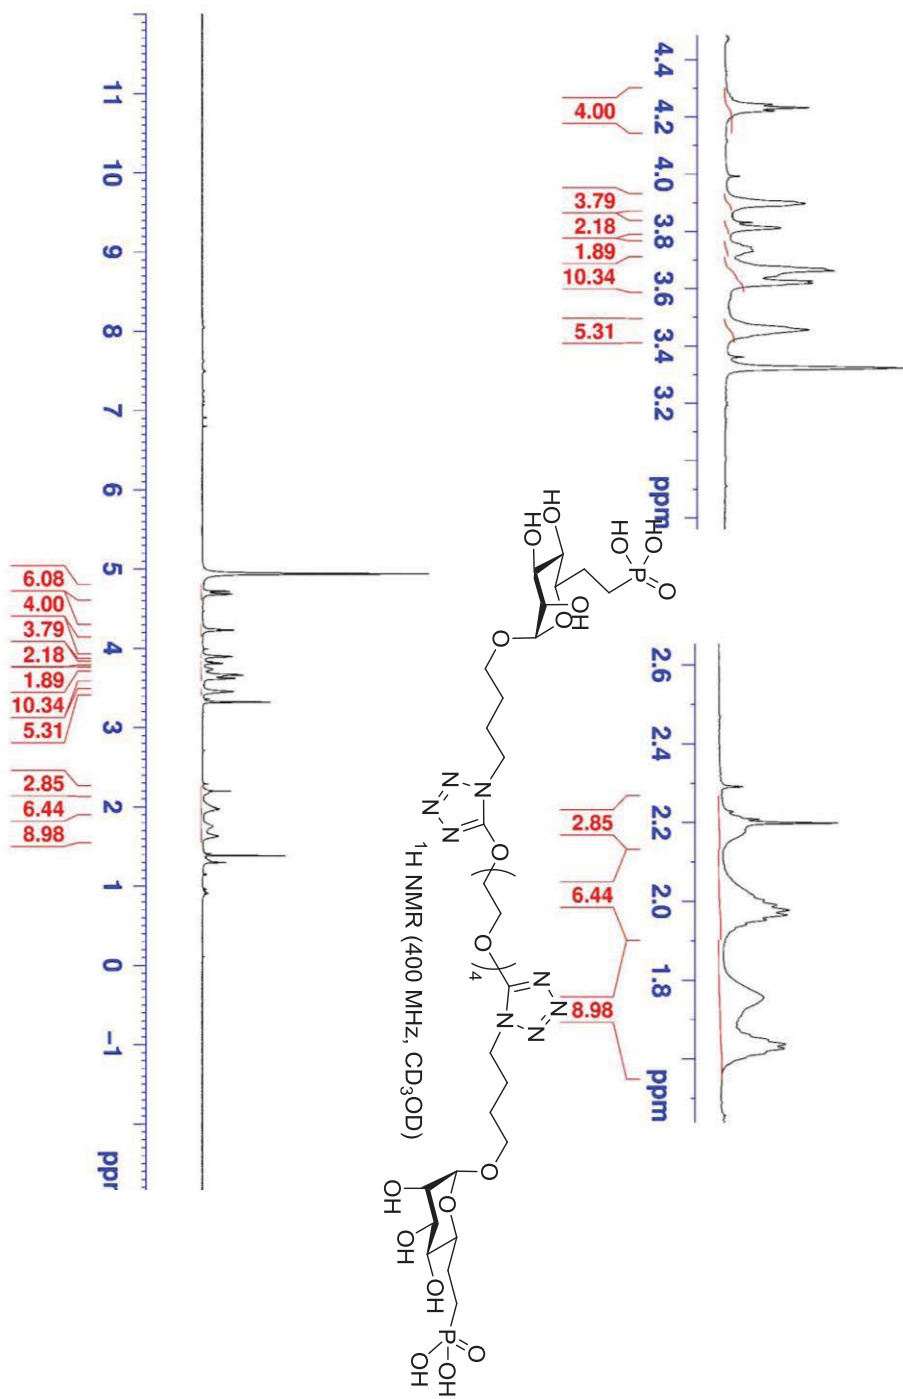 4.4 4.2 4.0 3.8 3.6 3.4 3.2 ppm
4.00
3.79
2.18
1.89
10.34
5.31
2.6 2.4 2.2 2.0 1.8 ppm
2.85
6.44
8.98
HO
HO
P
O
HO
HO
OH
O
O
N
N
N
N
O
O
4
N
N
N
N
O
O
OH
OH
OH
P
O
OH
OH
¹H NMR (400 MHz, CD₃OD)
11 10 9 8 7 6 5 4 3 2 1 0 −1 ppm
6.08
4.00
3.79
2.18
1.89
10.34
5.31
2.85
6.44
8.98